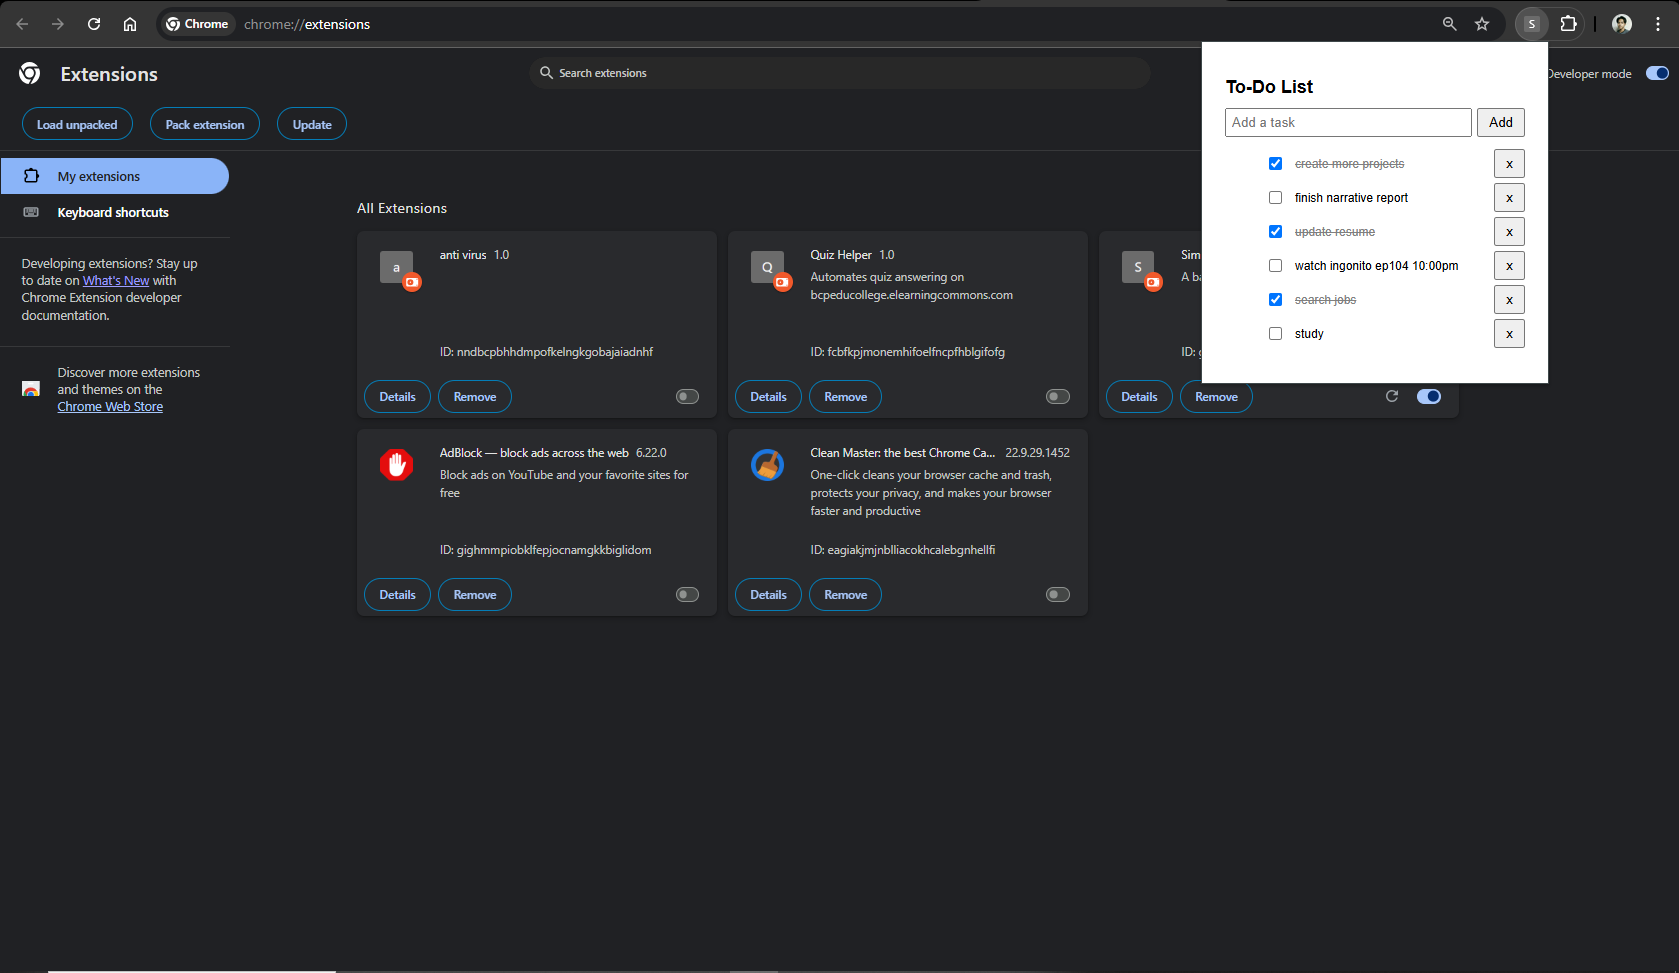 Chrome
chrome://extensions
S
Extensions
Search extensions
Developer mode
Load unpacked
Pack extension
Update
My extensions
Keyboard shortcuts
Developing extensions? Stay up
to date on What's New with
Chrome Extension developer
documentation.
Discover more extensions
and themes on the
Chrome Web Store
All Extensions
a
anti virus 1.0
ID: nndbcpbhhdmpofkelngkgobajaiadnhf
Details
Remove
Q
Quiz Helper 1.0
Automates quiz answering on
bcpeducollege.elearningcommons.com
ID: fcbfkpjmonemhifoelfncpfhblgifofg
Details
Remove
S
Sim
A ba
ID:
Details
Remove
AdBlock — block ads across the web 6.22.0
Block ads on YouTube and your favorite sites for
free
ID: gighmmpiobklfepjocnamgkkbiglidom
Details
Remove
Clean Master: the best Chrome Ca... 22.9.29.1452
One-click cleans your browser cache and trash,
protects your privacy, and makes your browser
faster and productive
ID: eagiakjmjnblliacokhcalebgnhellfi
Details
Remove
To-Do List
Add a task
Add
create more projects x
finish narrative report x
update resume x
watch ingonito ep104 10:00pm x
search jobs x
study x